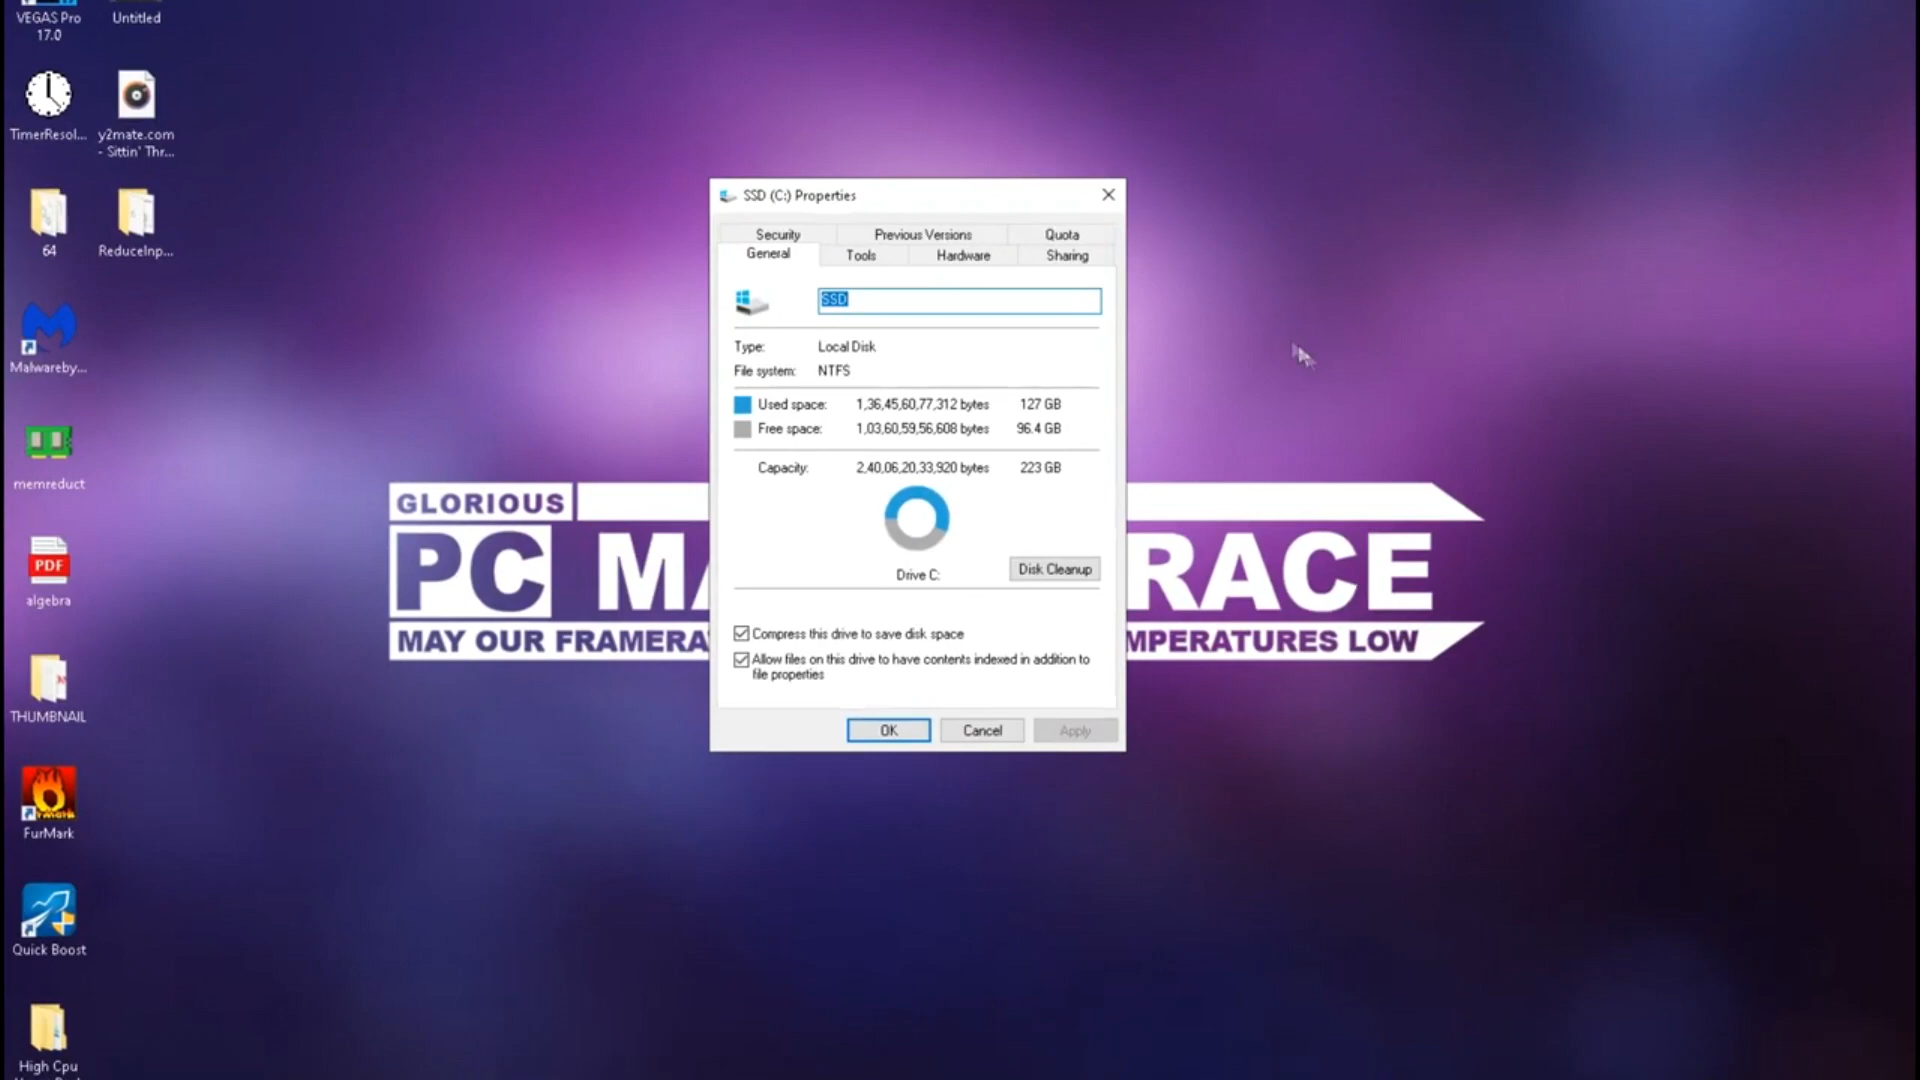 VEGAS Pro
17.0
Untitled
TimerResol...
y2mate.com
- Sittin' Thr...
64
ReduceInp...
Malwareby...
memreduct
PDF
algebra
THUMBNAIL
FurMark
Quick Boost
High Cpu
SSD (C:) Properties
Security
Previous Versions
Quota
General
Tools
Hardware
Sharing
SSD
Type: Local Disk
File system: NTFS
Used space: 1,36,45,60,77,312 bytes 127 GB
Free space: 1,03,60,59,56,608 bytes 96.4 GB
Capacity: 2,40,06,20,33,920 bytes 223 GB
Drive C:
Disk Cleanup
Compress this drive to save disk space
Allow files on this drive to have contents indexed in addition to
file properties
OK
Cancel
Apply
GLORIOUS
PC MA RACE
MAY OUR FRAMERA MPERATURES LOW